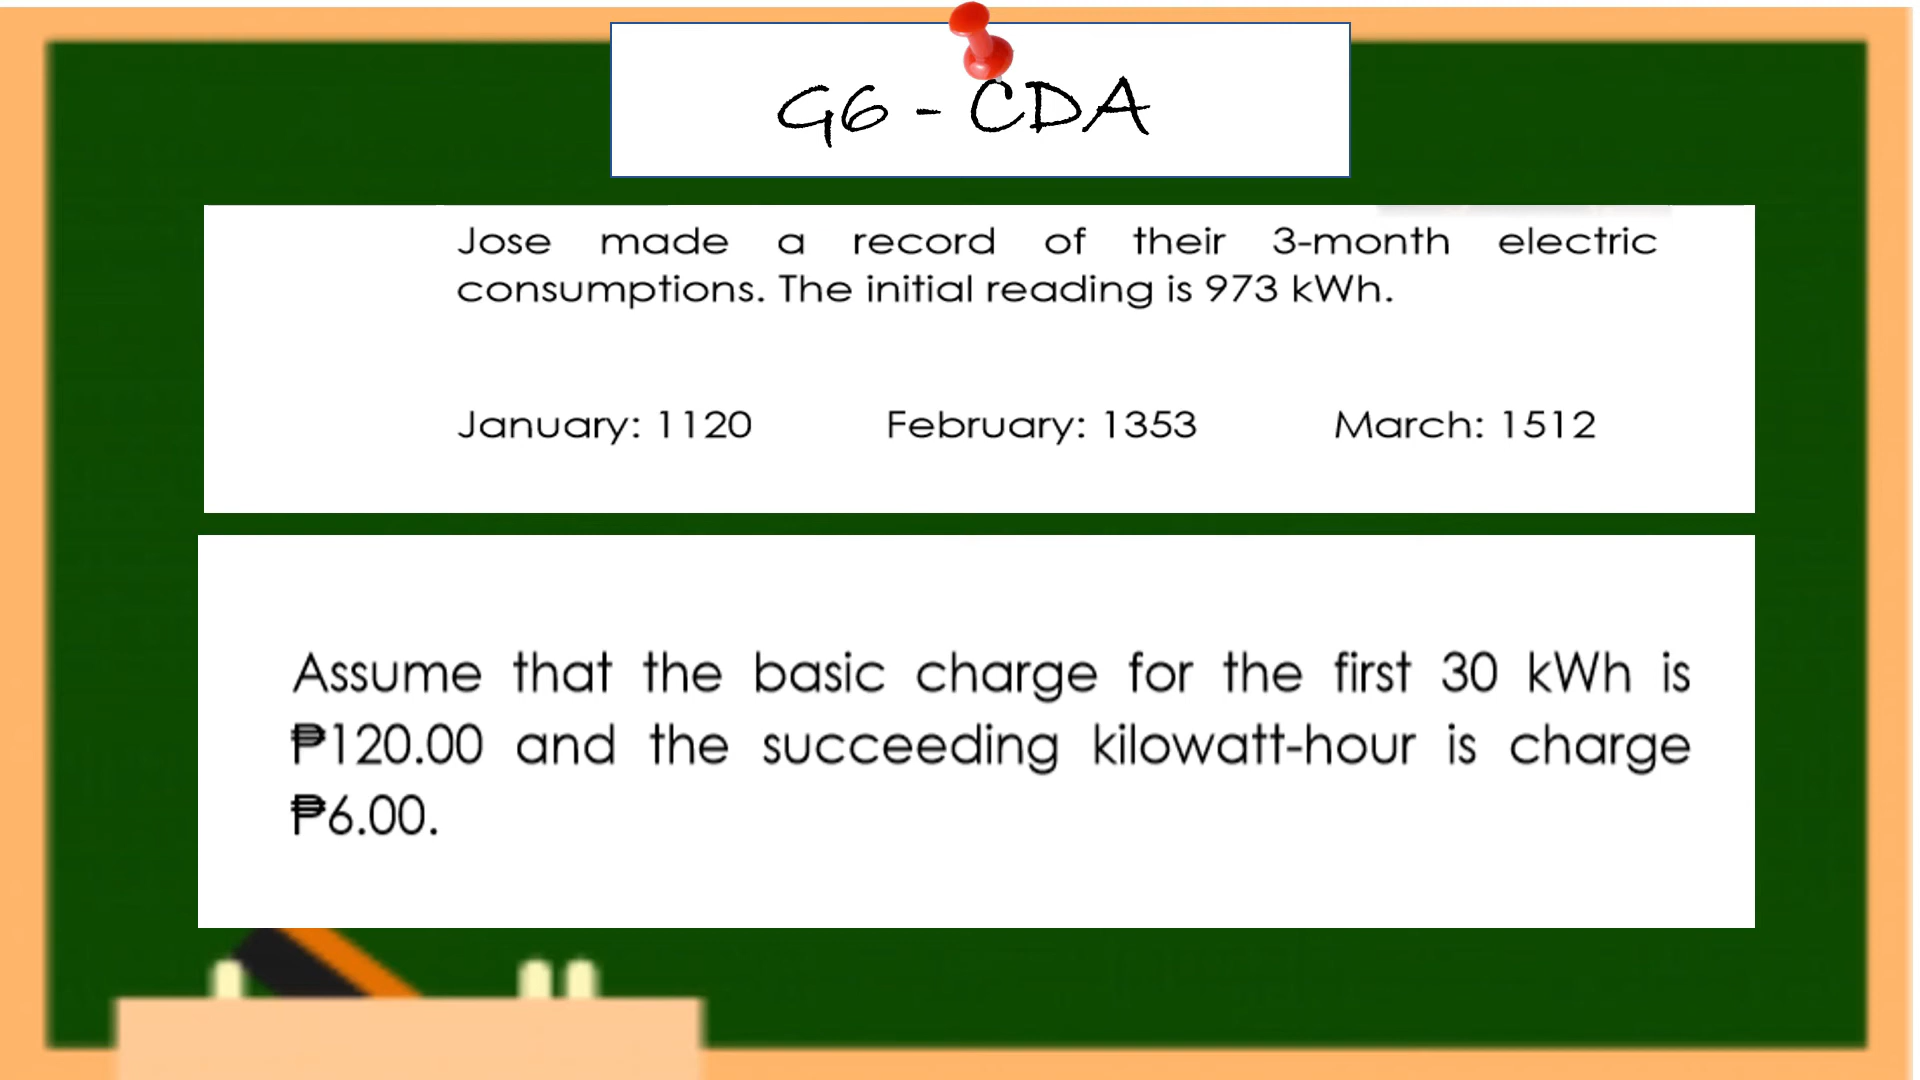 G6 - CDA
Jose made a record of their 3-month electric
consumptions. The initial reading is 973 kWh.
January: 1120 February: 1353 March: 1512
Assume that the basic charge for the first 30 kWh is
₱120.00 and the succeeding kilowatt-hour is charge
₱6.00.